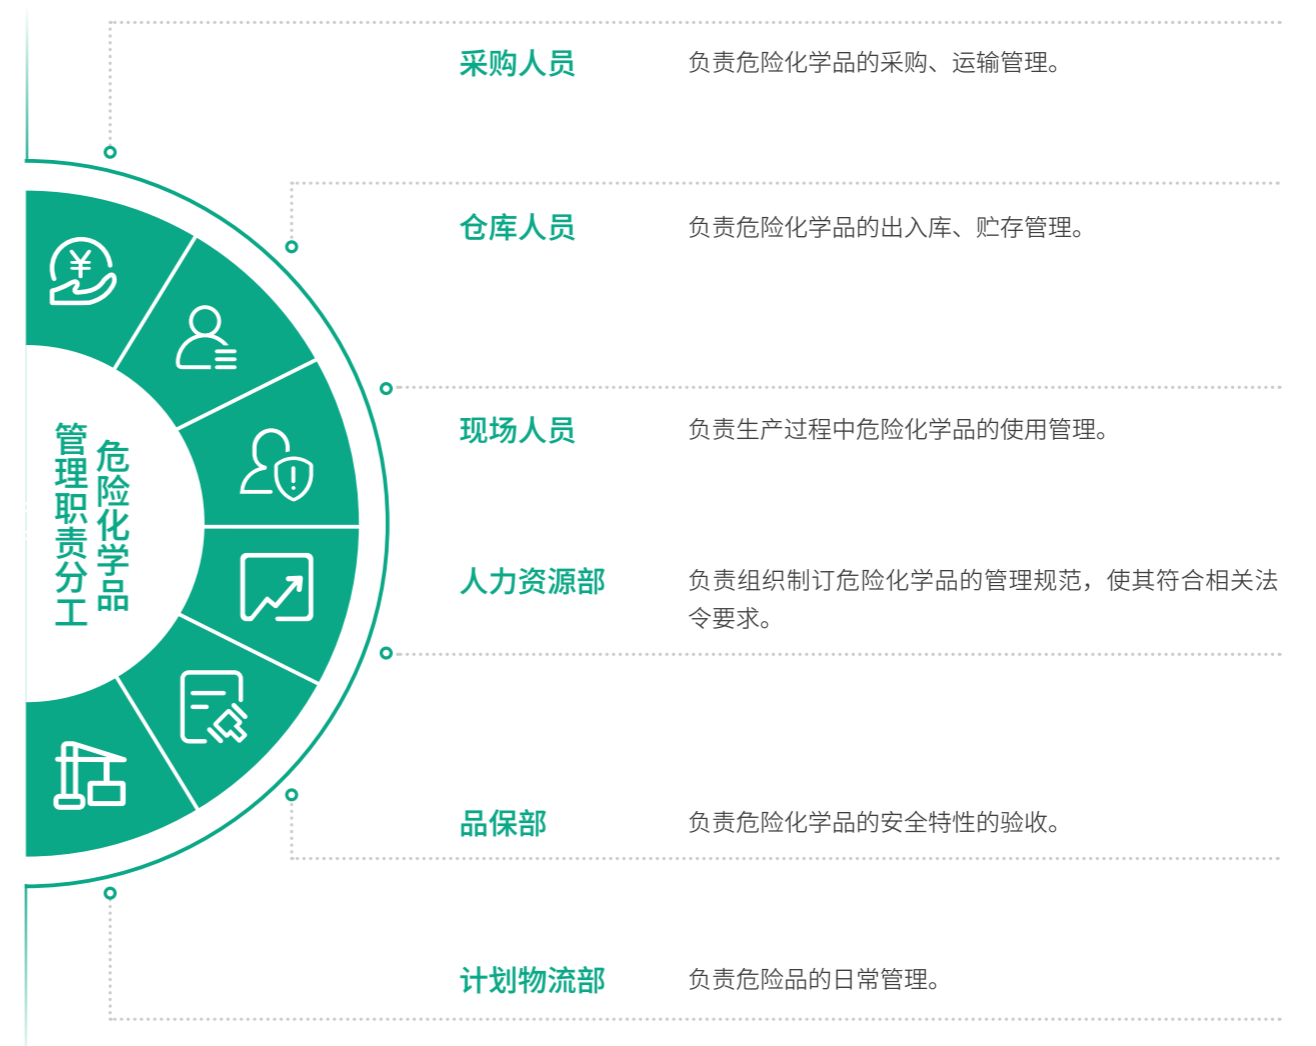 危险化学品
管理职责分工
采购人员
负责危险化学品的采购、运输管理。
仓库人员
负责危险化学品的出入库、贮存管理。
现场人员
负责生产过程中危险化学品的使用管理。
人力资源部
负责组织制订危险化学品的管理规范，使其符合相关法
令要求。
品保部
负责危险化学品的安全特性的验收。
计划物流部
负责危险品的日常管理。